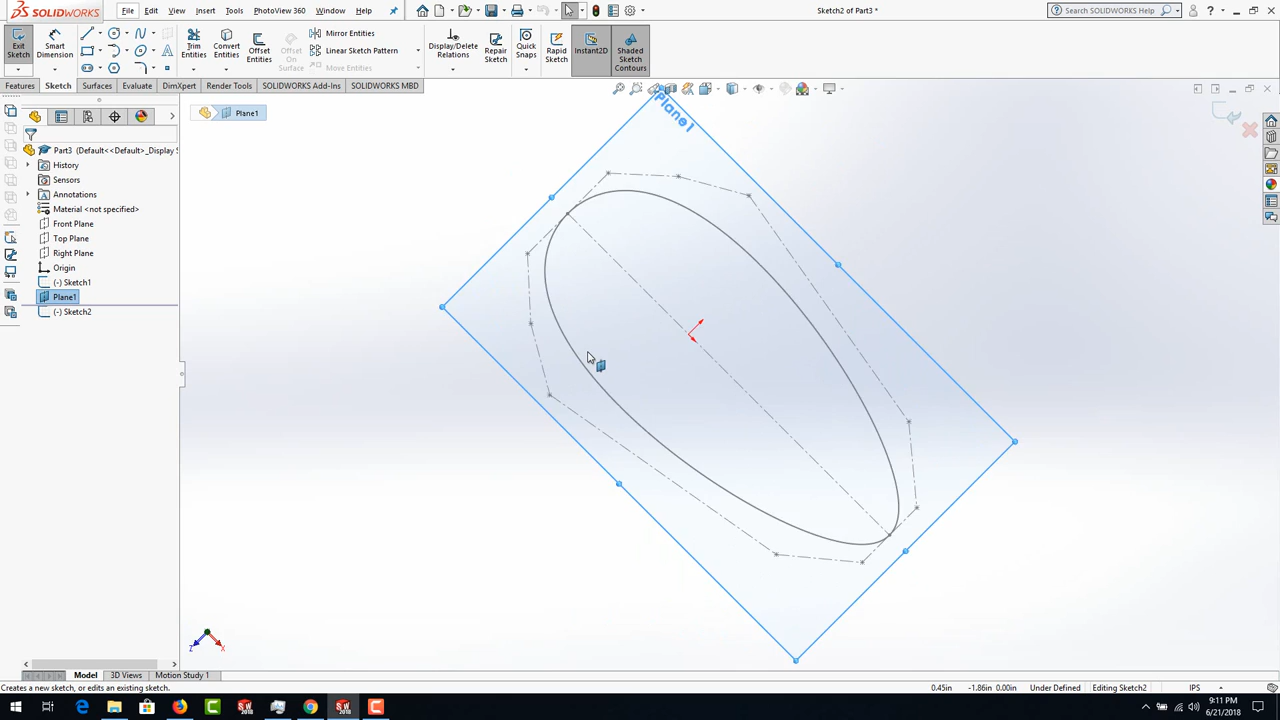 SOLIDWORKS File Edit View Insert Tools PhotoView 360 Window Help Sketch2 of Part3 * Search SOLIDWORKS Help
Exit Sketch
Smart Dimension
Trim Entities
Convert Entities
Offset Entities
Offset On Surface
Mirror Entities
Linear Sketch Pattern
Move Entities
Display/Delete Relations
Repair Sketch
Quick Snaps
Rapid Sketch
Instant2D
Shaded Sketch Contours
Features Sketch Surfaces Evaluate DimXpert Render Tools SOLIDWORKS Add-Ins SOLIDWORKS MBD
Plane1
Plane1
Part3 (Default<<Default>_Display S
History
Sensors
Annotations
Material <not specified>
Front Plane
Top Plane
Right Plane
Origin
(-) Sketch1
Plane1
(-) Sketch2
Z X
Model 3D Views Motion Study 1
Creates a new sketch, or edits an existing sketch. 0.45in -1.86in 0.00in Under Defined Editing Sketch2 IPS
9:11 PM
6/21/2018